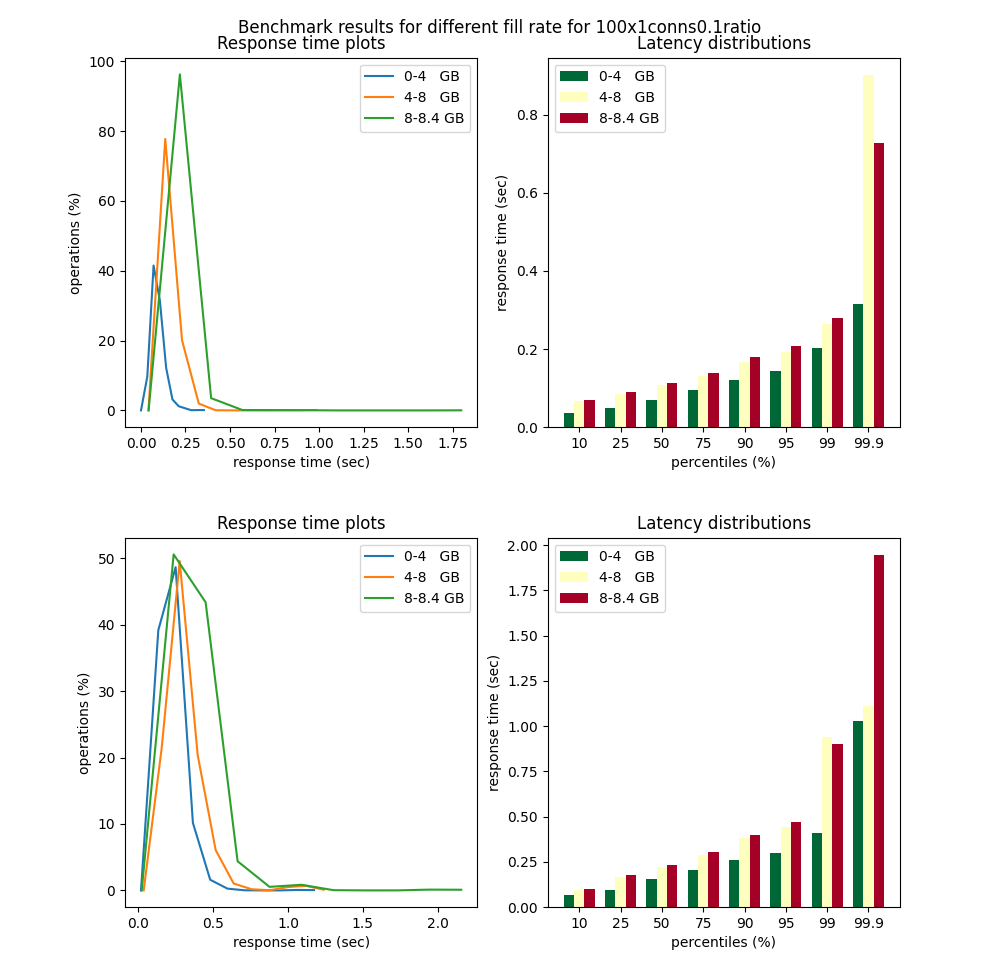 Benchmark results for different fill rate for 100x1conns0.1ratio
Response time plots
100
80
60
40
20
0
operations (%)
0-4 GB
4-8 GB
8-8.4 GB
0.00 0.25 0.50 0.75 1.00 1.25 1.50 1.75
response time (sec)
Latency distributions
0.8
0.6
0.4
0.2
0.0
response time (sec)
0-4 GB
4-8 GB
8-8.4 GB
10 25 50 75 90 95 99 99.9
percentiles (%)
Response time plots
50
40
30
20
10
0
operations (%)
0-4 GB
4-8 GB
8-8.4 GB
0.0 0.5 1.0 1.5 2.0
response time (sec)
Latency distributions
2.00
1.75
1.50
1.25
1.00
0.75
0.50
0.25
0.00
response time (sec)
0-4 GB
4-8 GB
8-8.4 GB
10 25 50 75 90 95 99 99.9
percentiles (%)